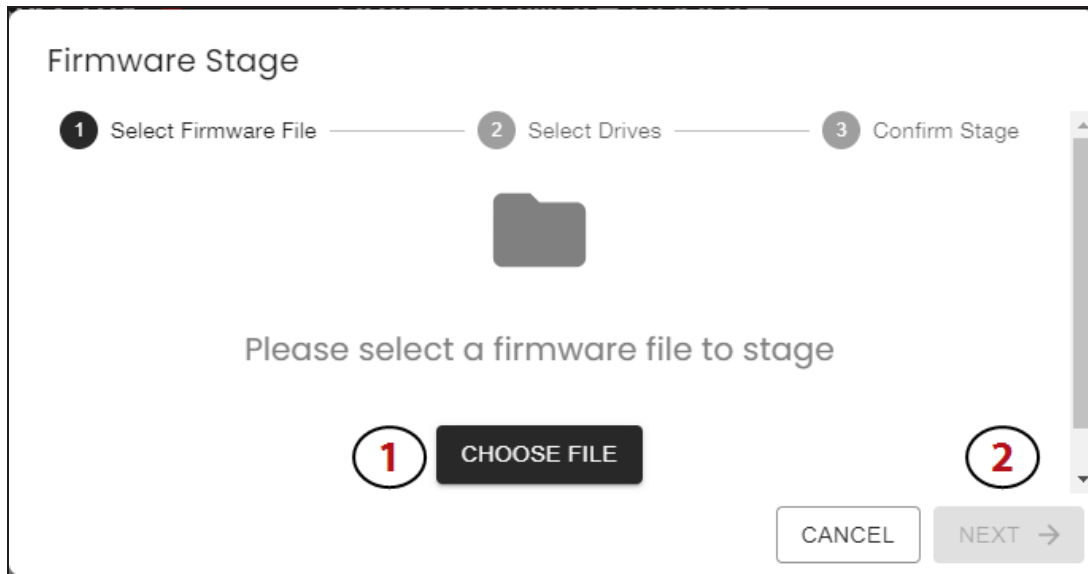 Firmware Stage
1 Select Firmware File 2 Select Drives 3 Confirm Stage
Please select a firmware file to stage
1 CHOOSE FILE 2
CANCEL NEXT →